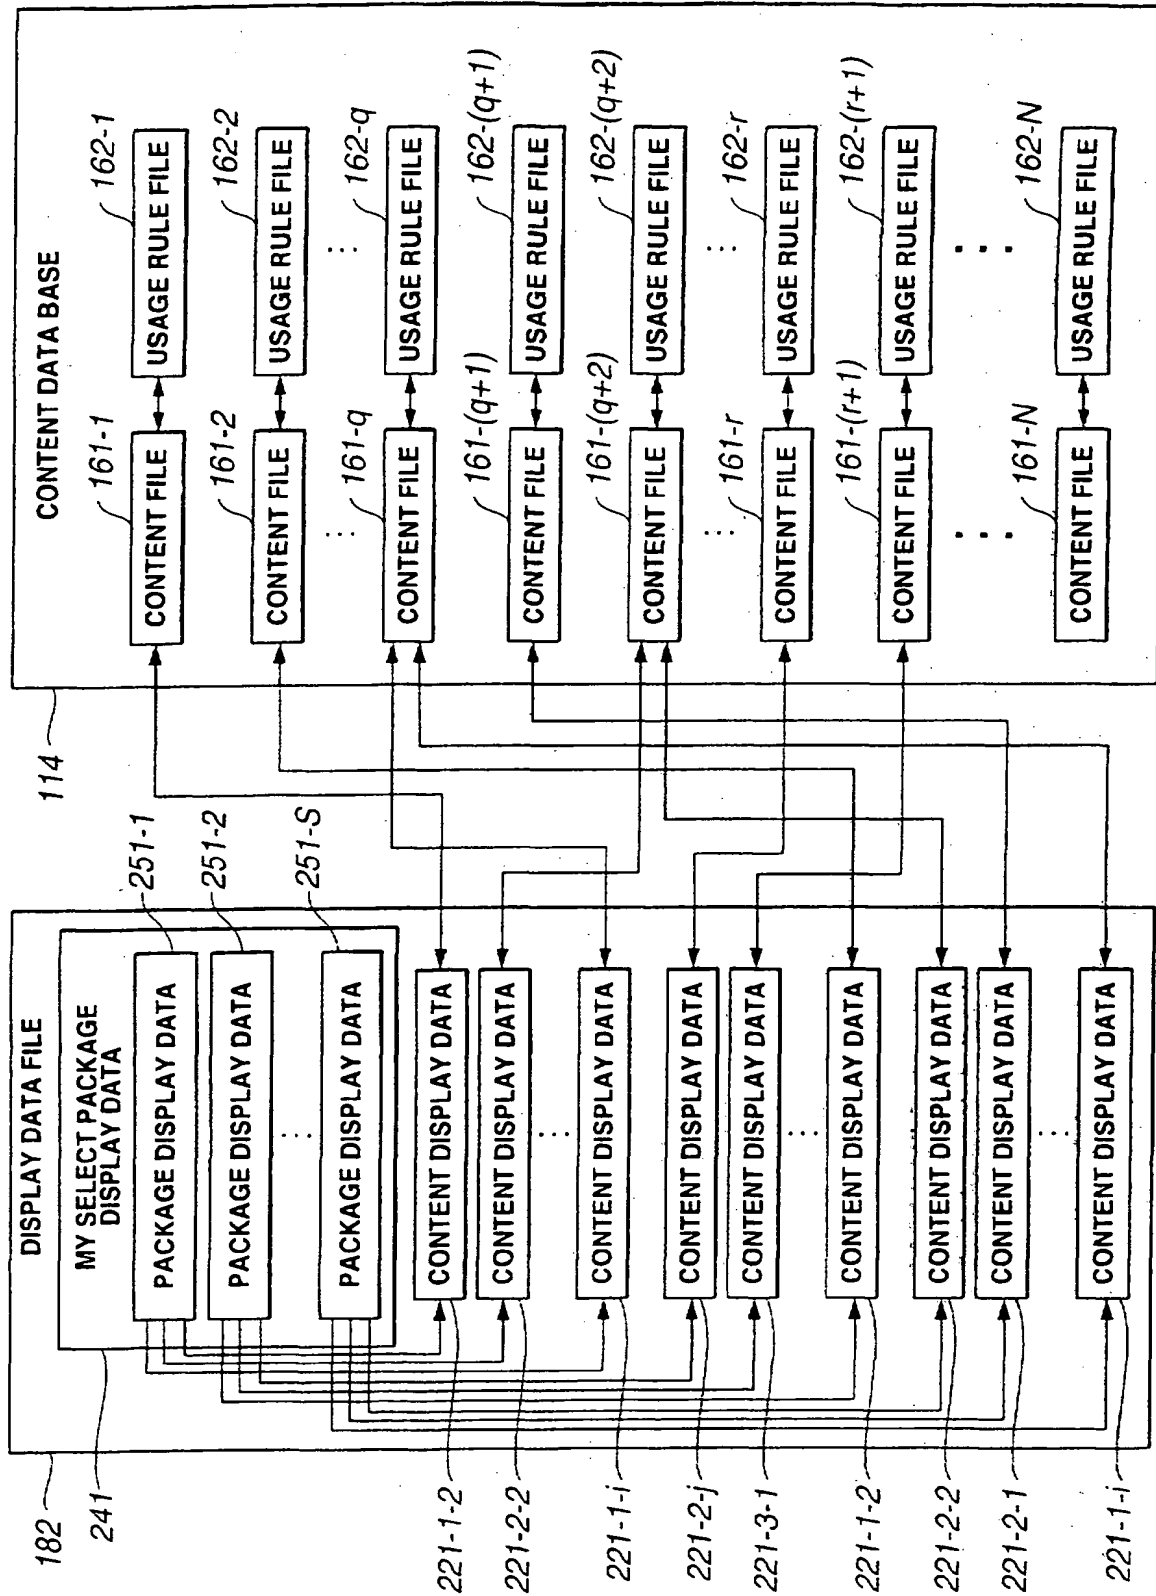 DISPLAY DATA FILE
MY SELECT PACKAGE
DISPLAY DATA
PACKAGE DISPLAY DATA
251-1
PACKAGE DISPLAY DATA
251-2
...
PACKAGE DISPLAY DATA
251-S
182
241
221-1-2
CONTENT DISPLAY DATA
221-2-2
CONTENT DISPLAY DATA
...
221-1-i
CONTENT DISPLAY DATA
221-2-j
CONTENT DISPLAY DATA
221-3-1
CONTENT DISPLAY DATA
...
221-1-2
CONTENT DISPLAY DATA
221-2-2
CONTENT DISPLAY DATA
221-2-1
CONTENT DISPLAY DATA
...
221-1-i
CONTENT DISPLAY DATA
114
CONTENT DATA BASE
161-1
CONTENT FILE
162-1
USAGE RULE FILE
161-2
CONTENT FILE
162-2
USAGE RULE FILE
... ...
161-q
CONTENT FILE
162-q
USAGE RULE FILE
161-(q+1)
CONTENT FILE
162-(q+1)
USAGE RULE FILE
161-(q+2)
CONTENT FILE
162-(q+2)
USAGE RULE FILE
... ...
161-r
CONTENT FILE
162-r
USAGE RULE FILE
161-(r+1)
CONTENT FILE
162-(r+1)
USAGE RULE FILE
... ...
161-N
CONTENT FILE
162-N
USAGE RULE FILE